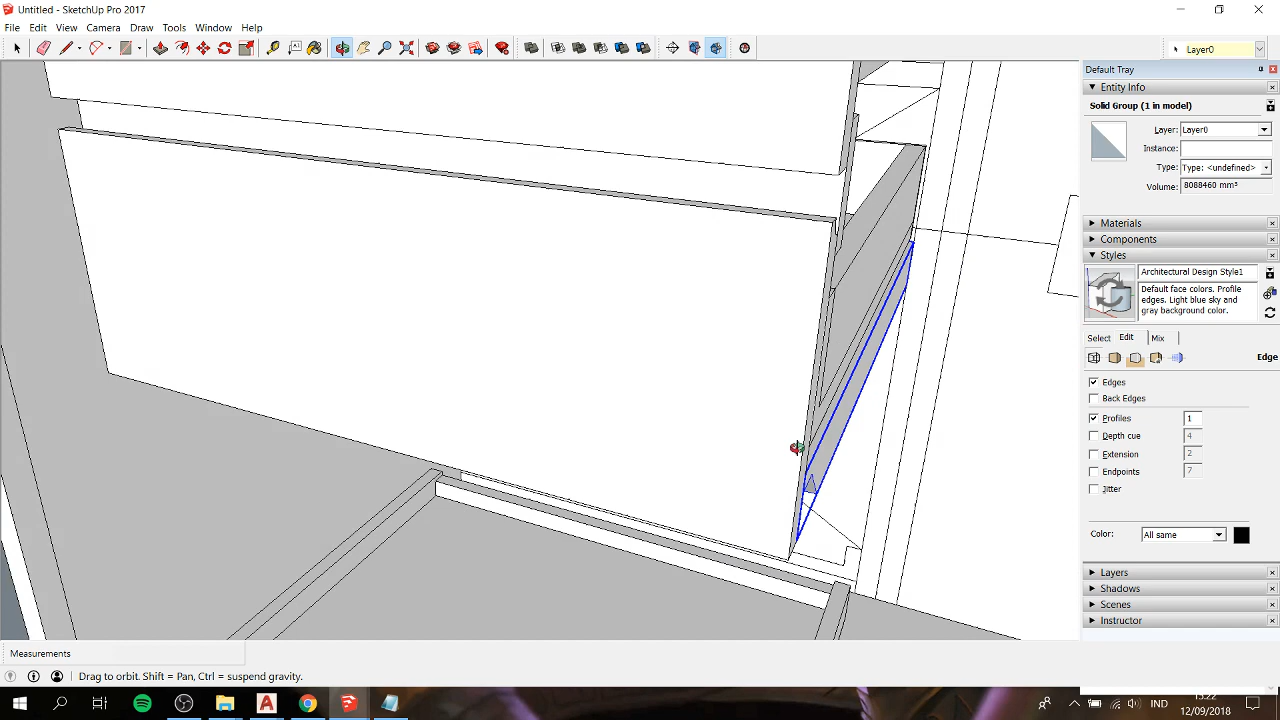 Untitled - SketchUp Pro 2017
File Edit View Camera Draw Tools Window Help
Layer0
Default Tray
Entity Info
Solid Group (1 in model)
Layer: Layer0
Instance:
Type: Type: <undefined>
Volume: 8088460 mm³
Materials
Components
Styles
Architectural Design Style1
Default face colors. Profile
edges. Light blue sky and
gray background color.
Select Edit Mix
Edge
Edges
Back Edges
Profiles 1
Depth cue 4
Extension 2
Endpoints 7
Jitter
Color: All same
Layers
Shadows
Scenes
Instructor
Measurements
Drag to orbit. Shift = Pan, Ctrl = suspend gravity.
IND
15:22
12/09/2018